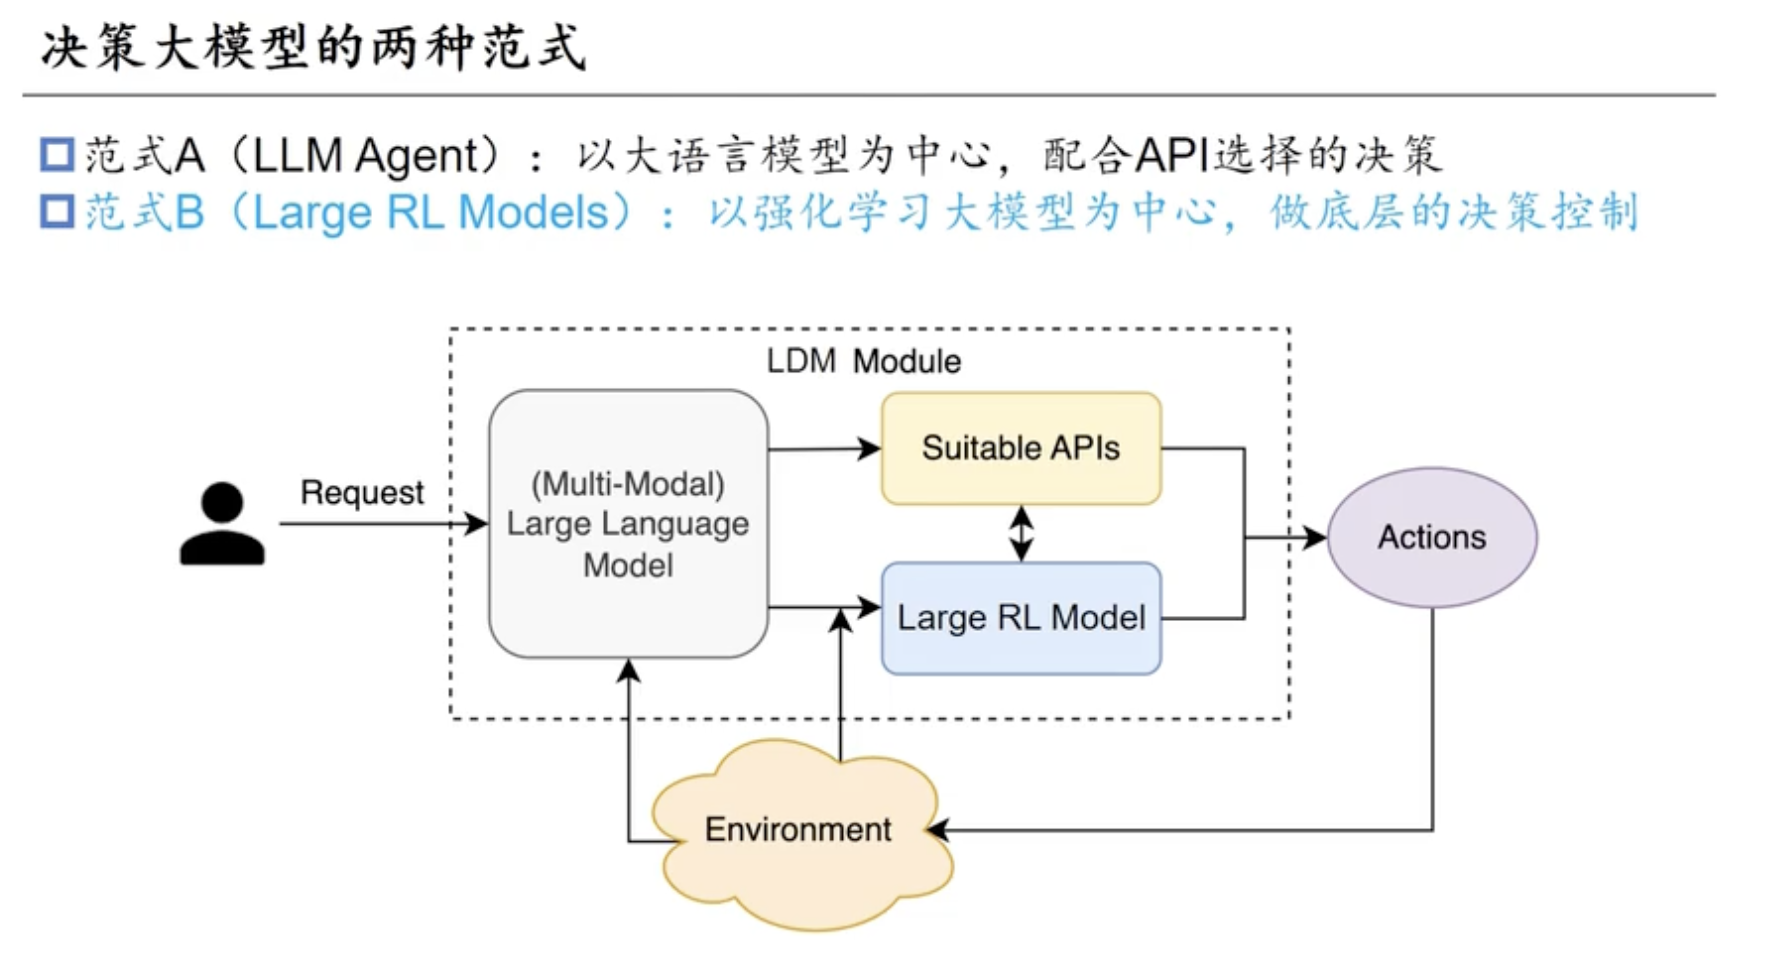 决策大模型的两种范式
范式A（LLM Agent）：以大语言模型为中心，配合API选择的决策
范式B（Large RL Models）：以强化学习大模型为中心，做底层的决策控制
LDM Module
Request
(Multi-Modal)
Large Language
Model
Suitable APIs
Large RL Model
Actions
Environment